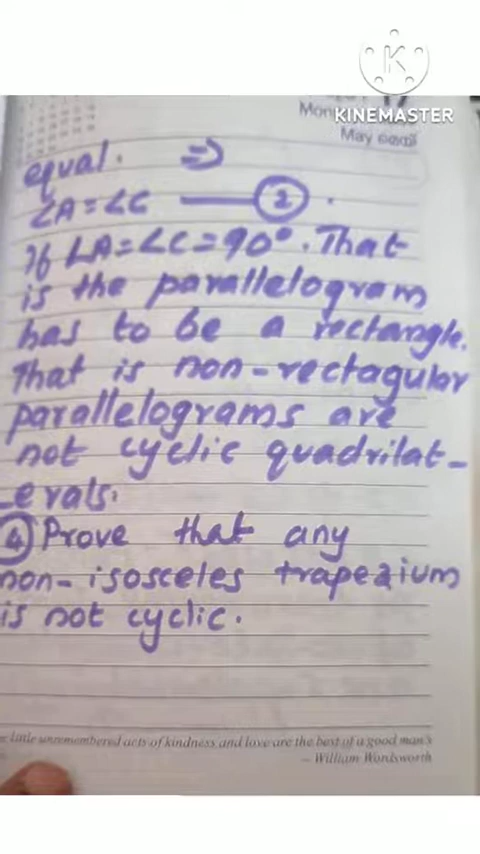 K
KINEMASTER
Mon
May
equal. ⇒
∠A = ∠C — ②.
If ∠A = ∠C = 90°. That
is the parallelogram
has to be a rectangle.
That is non-rectagular
parallelograms are
not cyclic quadrilat-
-erals.
④ Prove that any
non-isosceles trapezium
is not cyclic.
little unremembered acts of kindness and love are the best of a good man's
– William Wordsworth